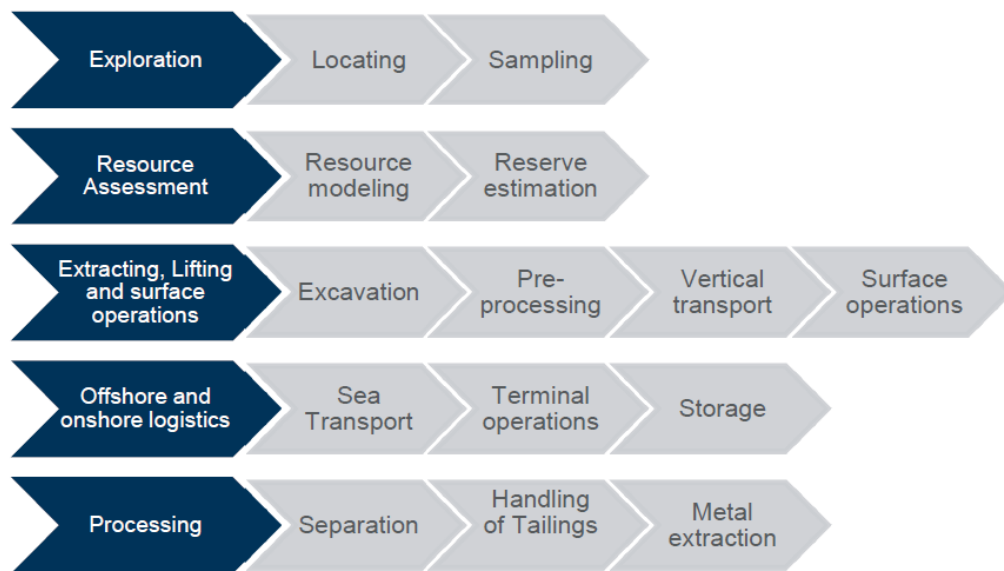 Exploration
Locating
Sampling
Resource
Assessment
Resource
modeling
Reserve
estimation
Extracting, Lifting
and surface
operations
Excavation
Pre-
processing
Vertical
transport
Surface
operations
Offshore and
onshore logistics
Sea
Transport
Terminal
operations
Storage
Processing
Separation
Handling
of Tailings
Metal
extraction